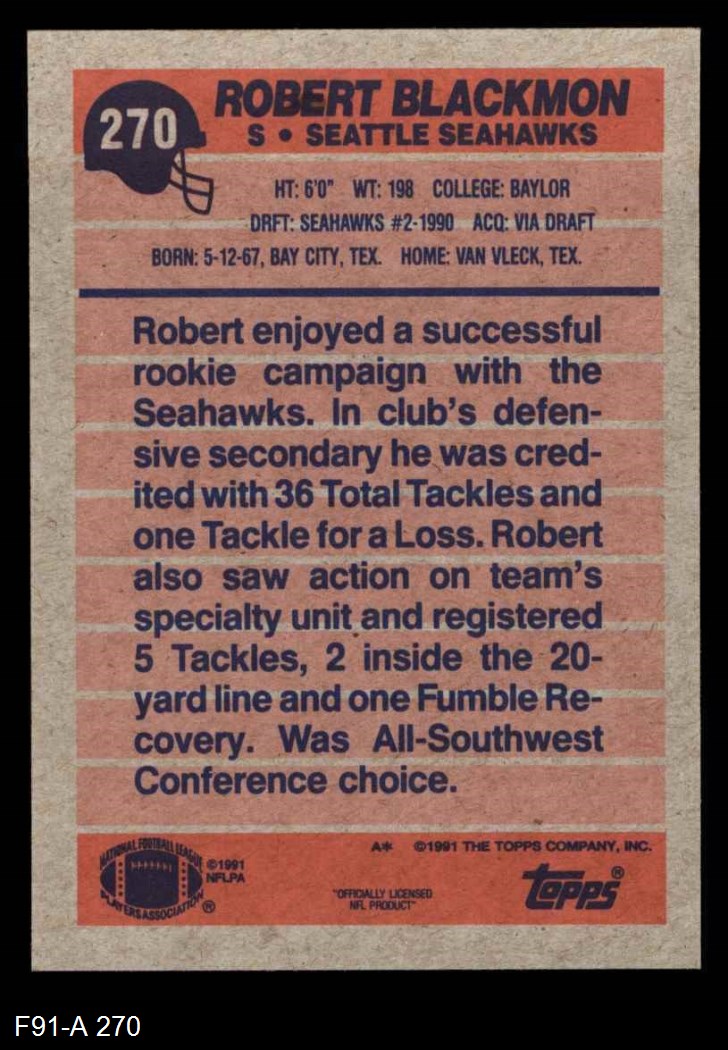 270
ROBERT BLACKMON
S • SEATTLE SEAHAWKS
HT: 6'0" WT: 198 COLLEGE: BAYLOR
DRFT: SEAHAWKS #2-1990 ACQ: VIA DRAFT
BORN: 5-12-67, BAY CITY, TEX. HOME: VAN VLECK, TEX.
Robert enjoyed a successful
rookie campaign with the
Seahawks. In club's defen-
sive secondary he was cred-
ited with 36 Total Tackles and
one Tackle for a Loss. Robert
also saw action on team's
specialty unit and registered
5 Tackles, 2 inside the 20-
yard line and one Fumble Re-
covery. Was All-Southwest
Conference choice.
A* ©1991 THE TOPPS COMPANY, INC.
NATIONAL FOOTBALL LEAGUE
PLAYERS ASSOCIATION ®
©1991
NFLPA
"OFFICIALLY LICENSED
NFL PRODUCT"
topps®
F91-A 270